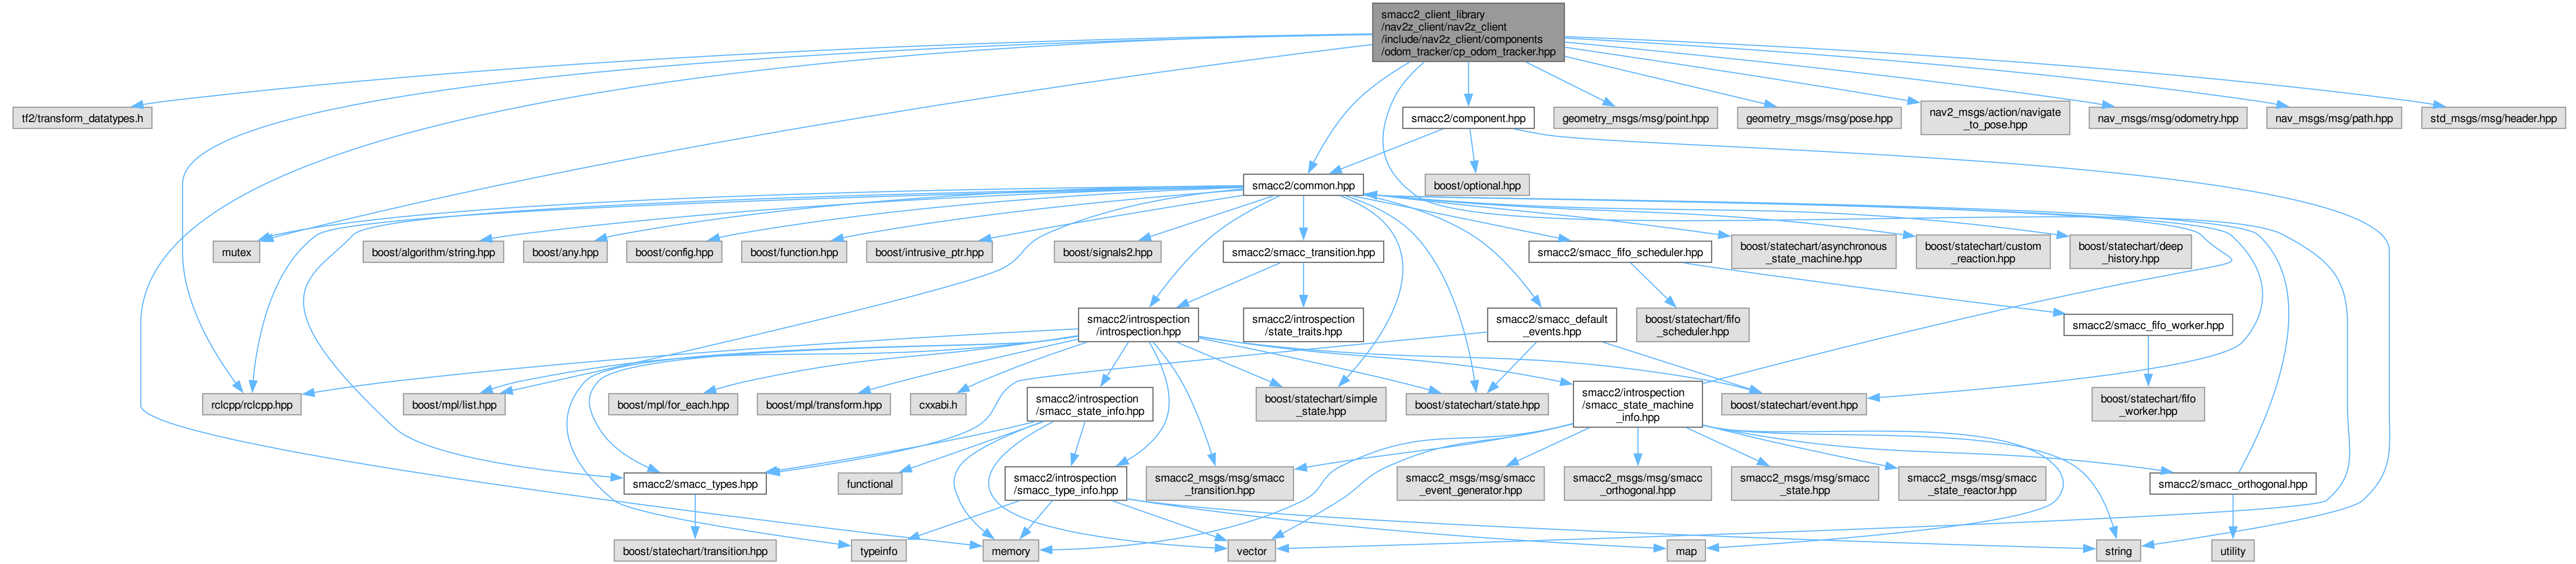 smacc2_client_library
/nav2z_client/nav2z_client
/include/nav2z_client/components
/odom_tracker/cp_odom_tracker.hpp
tf2/transform_datatypes.h
smacc2/component.hpp
geometry_msgs/msg/point.hpp
geometry_msgs/msg/pose.hpp
nav2_msgs/action/navigate
_to_pose.hpp
nav_msgs/msg/odometry.hpp
nav_msgs/msg/path.hpp
std_msgs/msg/header.hpp
smacc2/common.hpp
boost/optional.hpp
mutex
boost/algorithm/string.hpp
boost/any.hpp
boost/config.hpp
boost/function.hpp
boost/intrusive_ptr.hpp
boost/signals2.hpp
smacc2/smacc_transition.hpp
smacc2/smacc_fifo_scheduler.hpp
boost/statechart/asynchronous
_state_machine.hpp
boost/statechart/custom
_reaction.hpp
boost/statechart/deep
_history.hpp
smacc2/introspection
/introspection.hpp
smacc2/introspection
/state_traits.hpp
smacc2/smacc_default
_events.hpp
boost/statechart/fifo
_scheduler.hpp
smacc2/smacc_fifo_worker.hpp
rclcpp/rclcpp.hpp
boost/mpl/list.hpp
boost/mpl/for_each.hpp
boost/mpl/transform.hpp
cxxabi.h
smacc2/introspection
/smacc_state_info.hpp
boost/statechart/simple
_state.hpp
boost/statechart/state.hpp
smacc2/introspection
/smacc_state_machine
_info.hpp
boost/statechart/event.hpp
boost/statechart/fifo
_worker.hpp
smacc2/smacc_types.hpp
functional
smacc2/introspection
/smacc_type_info.hpp
smacc2_msgs/msg/smacc
_transition.hpp
smacc2_msgs/msg/smacc
_event_generator.hpp
smacc2_msgs/msg/smacc
_orthogonal.hpp
smacc2_msgs/msg/smacc
_state.hpp
smacc2_msgs/msg/smacc
_state_reactor.hpp
smacc2/smacc_orthogonal.hpp
boost/statechart/transition.hpp
typeinfo
memory
vector
map
string
utility